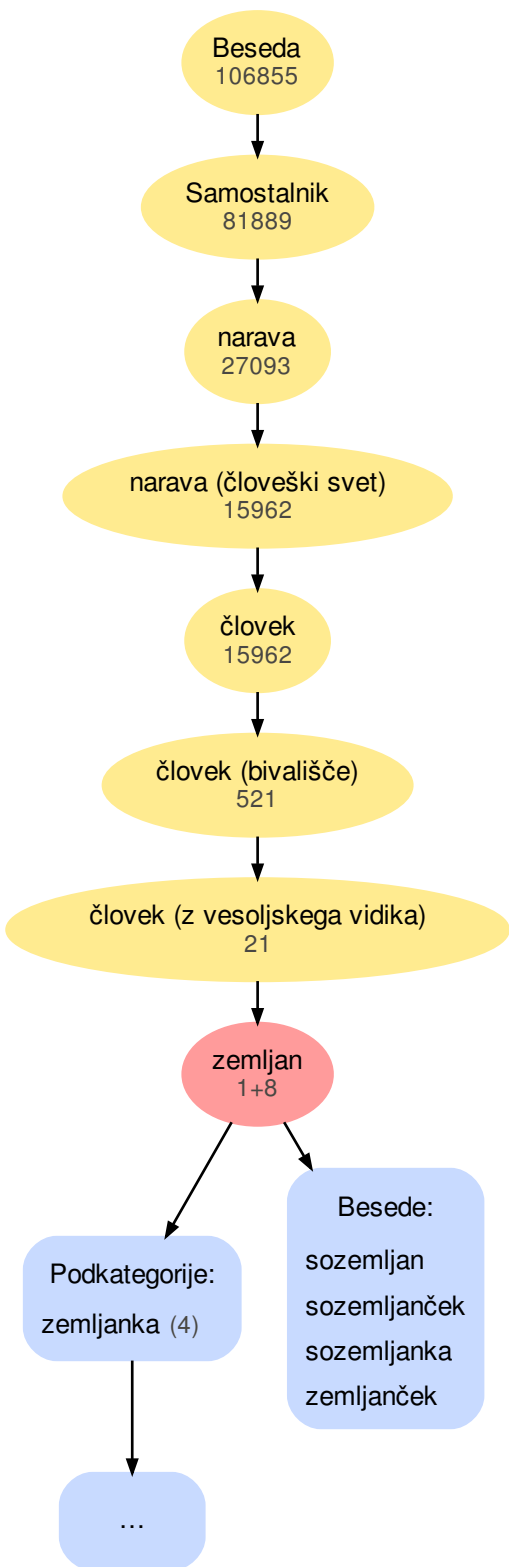 Beseda
106855
Samostalnik
81889
narava
27093
narava (človeški svet)
15962
človek
15962
človek (bivališče)
521
človek (z vesoljskega vidika)
21
zemljan
1+8
Podkategorije:
zemljanka (4)
…
Besede:
sozemljan
sozemljanček
sozemljanka
zemljanček